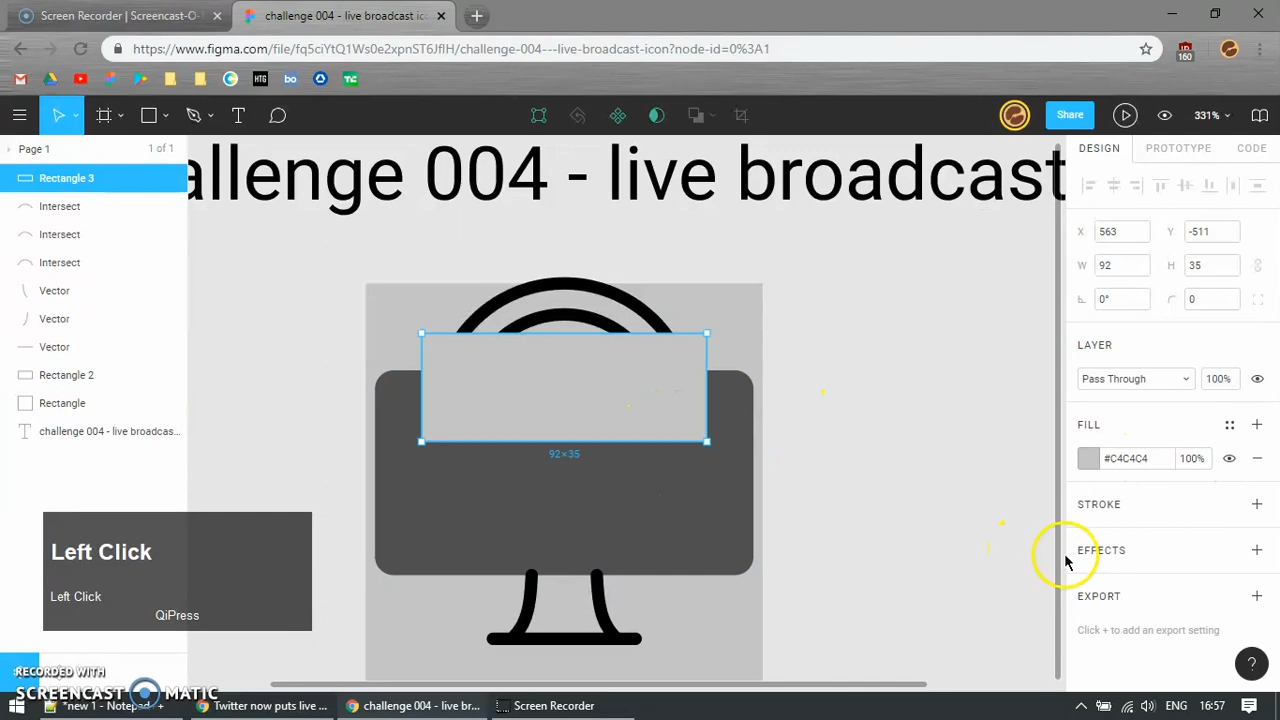 Screen Recorder | Screencast-O-
challenge 004 - live broadcast ic
https://www.figma.com/file/fq5ciYtQ1Ws0e2xpnST6JflH/challenge-004---live-broadcast-icon?node-id=0%3A1
160
HTG
bo
TC
Share
331%
Page 1
1 of 1
DESIGN
PROTOTYPE
CODE
Rectangle 3
Intersect
Intersect
Intersect
Vector
Vector
Vector
Rectangle 2
Rectangle
challenge 004 - live broadcas...
allenge 004 - live broadcast
92×35
X
563
Y
-511
W
92
H
35
0°
0
LAYER
Pass Through
100%
FILL
#C4C4C4
100%
STROKE
EFFECTS
EXPORT
Click + to add an export setting
?
Left Click
Left Click
QiPress
RECORDED WITH
SCREENCAST MATIC
*new 1 - Notepad++
Twitter now puts live ...
challenge 004 - live br...
Screen Recorder
16:57